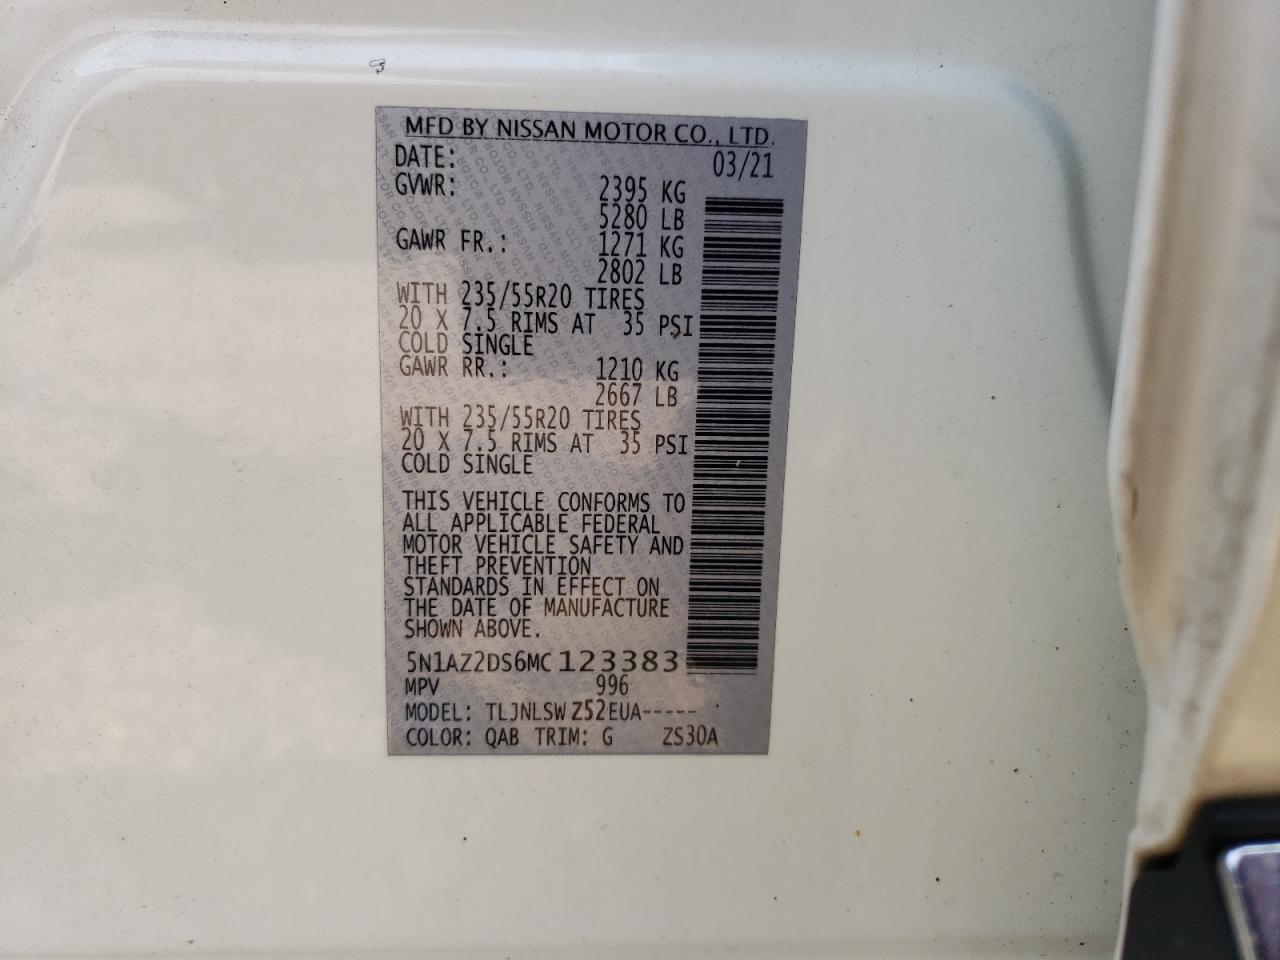 MFD BY NISSAN MOTOR CO., LTD.
DATE: 03/21
GVWR: 2395 KG
5280 LB
GAWR FR.: 1271 KG
2802 LB
WITH 235/55R20 TIRES
20 X 7.5 RIMS AT 35 PSI
COLD SINGLE
GAWR RR.: 1210 KG
2667 LB
WITH 235/55R20 TIRES
20 X 7.5 RIMS AT 35 PSI
COLD SINGLE
THIS VEHICLE CONFORMS TO
ALL APPLICABLE FEDERAL
MOTOR VEHICLE SAFETY AND
THEFT PREVENTION
STANDARDS IN EFFECT ON
THE DATE OF MANUFACTURE
SHOWN ABOVE.
5N1AZ2DS6MC123383
MPV 996
MODEL: TLJNLSWZ52EUA-----
COLOR: QAB TRIM: G ZS30A